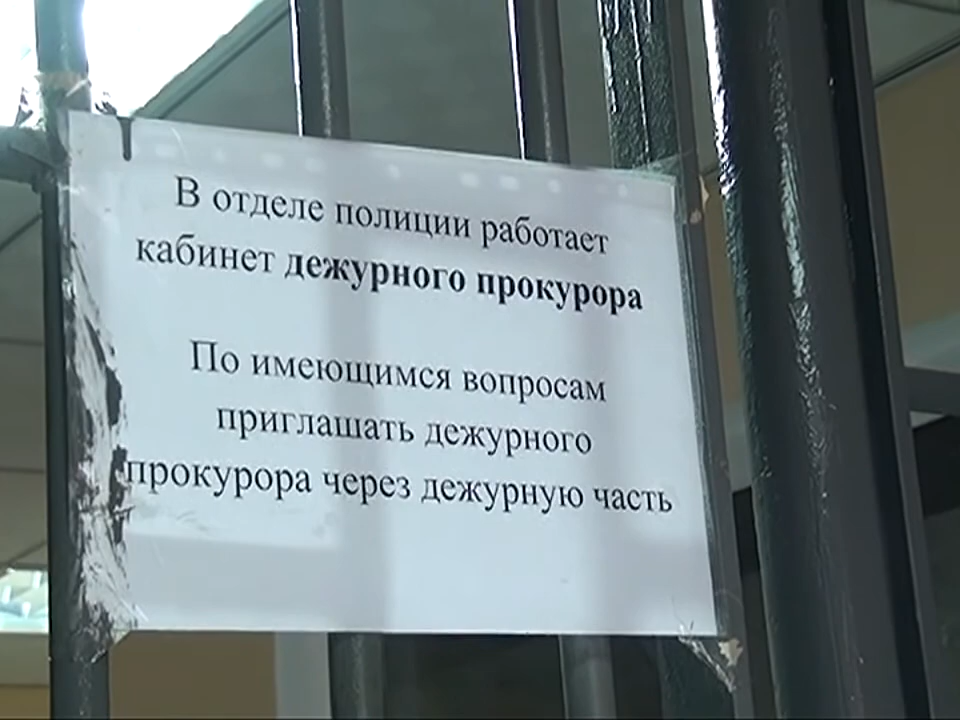 В отделе полиции работает
кабинет дежурного прокурора
По имеющимся вопросам
приглашать дежурного
прокурора через дежурную часть